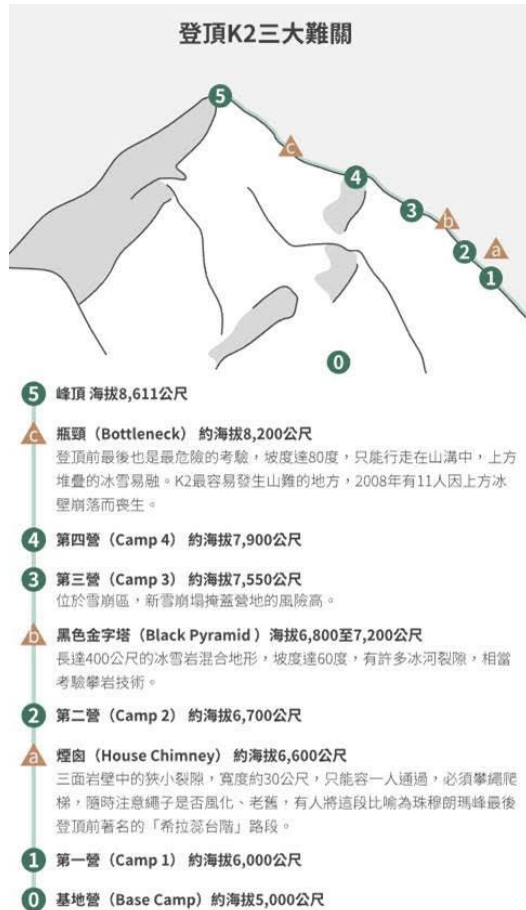 登頂K2三大難關
5
c
4
3
b
2
a
1
0
5 峰頂 海拔8,611公尺
c 瓶頸（Bottleneck） 約海拔8,200公尺
登頂前最後也是最危險的考驗，坡度達80度，只能行走在山溝中，上方
堆疊的冰雪易融。K2最容易發生山難的地方，2008年有11人因上方冰
壁崩落而喪生。
4 第四營（Camp 4） 約海拔7,900公尺
3 第三營（Camp 3） 約海拔7,550公尺
位於雪崩區，新雪崩塌掩蓋營地的風險高。
b 黑色金字塔（Black Pyramid ）海拔6,800至7,200公尺
長達400公尺的冰雪岩混合地形，坡度達60度，有許多冰河裂隙，相當
考驗攀岩技術。
2 第二營（Camp 2） 約海拔6,700公尺
a 煙囪（House Chimney） 約海拔6,600公尺
三面岩壁中的狹小裂隙，寬度約30公尺，只能容一人通過，必須攀繩爬
梯，隨時注意繩子是否風化、老舊，有人將這段比喻為珠穆朗瑪峰最後
登頂前著名的「希拉蕊台階」路段。
1 第一營（Camp 1） 約海拔6,000公尺
0 基地營（Base Camp）約海拔5,000公尺